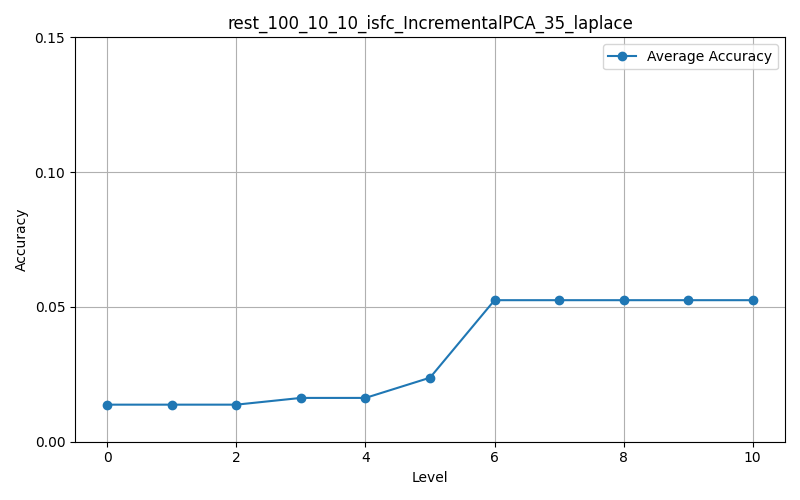 rest_100_10_10_isfc_IncrementalPCA_35_laplace
Average Accuracy
Accuracy
0.15
0.10
0.05
0.00
0 2 4 6 8 10
Level